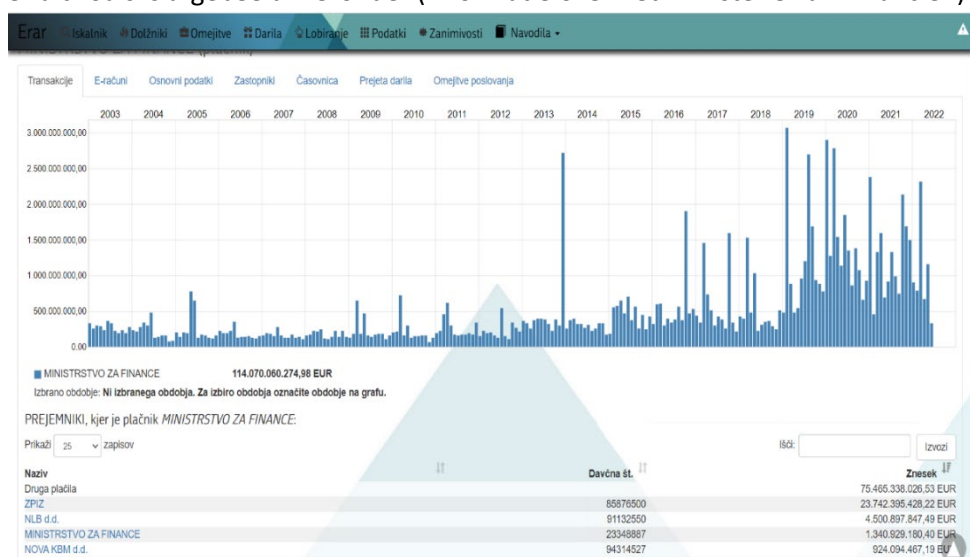 Erar Iskalnik Dolžniki Omejitve Darila Lobiranje Podatki Zanimivosti Navodila
Transakcije E-računi Osnovni podatki Zastopniki Časovnica Prejeta darila Omejitve poslovanja
2003 2004 2005 2006 2007 2008 2009 2010 2011 2012 2013 2014 2015 2016 2017 2018 2019 2020 2021 2022
3.000.000.000,00
2.500.000.000,00
2.000.000.000,00
1.500.000.000,00
1.000.000.000,00
500.000.000,00
0.00
MINISTRSTVO ZA FINANCE 114.070.060.274,98 EUR
Izbrano obdobje: Ni izbranega obdobja. Za izbiro obdobja označite obdobje na grafu.
PREJEMNIKI, kjer je plačnik MINISTRSTVO ZA FINANCE:
Prikaži 25 zapisov Išči: Izvozi
Naziv Davčna št. Znesek
Druga plačila 75.465.338.026,53 EUR
ZPIZ 85876500 23.742.395.428,22 EUR
NLB d.d. 91132550 4.500.897.847,49 EUR
MINISTRSTVO ZA FINANCE 23348887 1.340.929.180,40 EUR
NOVA KBM d.d. 94314527 924.094.467,19 EUR